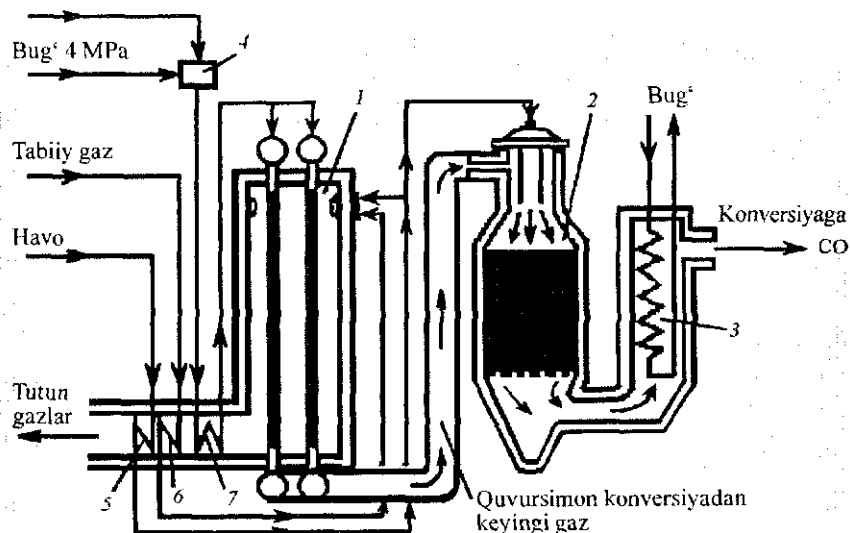 Bug‘ 4 MPa
4
1
2
Bug‘
Tabiiy gaz
Havo
Konversiyaga
CO
3
Tutun
gazlar
5
6
7
Quvursimon konversiyadan
keyingi gaz